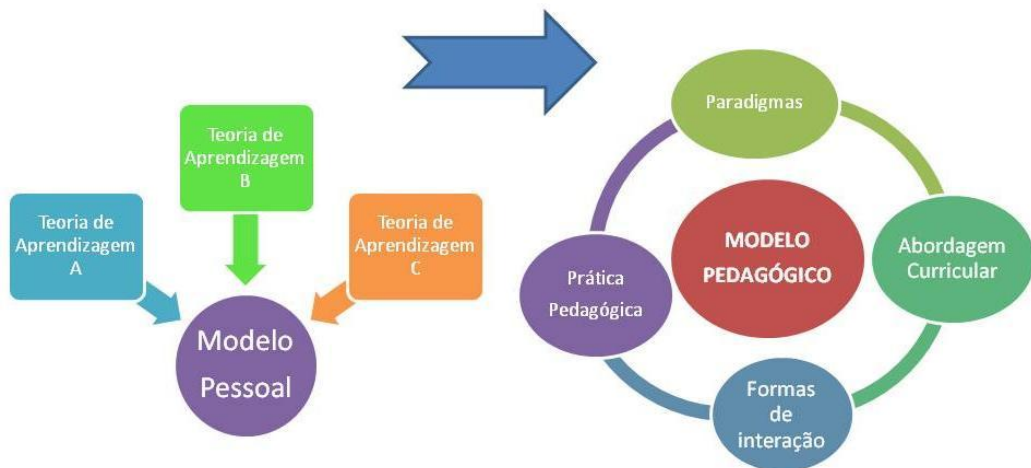 Teoria de
Aprendizagem
A
Teoria de
Aprendizagem
B
Teoria de
Aprendizagem
C
Modelo
Pessoal
Paradigmas
Abordagem
Curricular
Formas
de
interação
Prática
Pedagógica
MODELO
PEDAGÓGICO